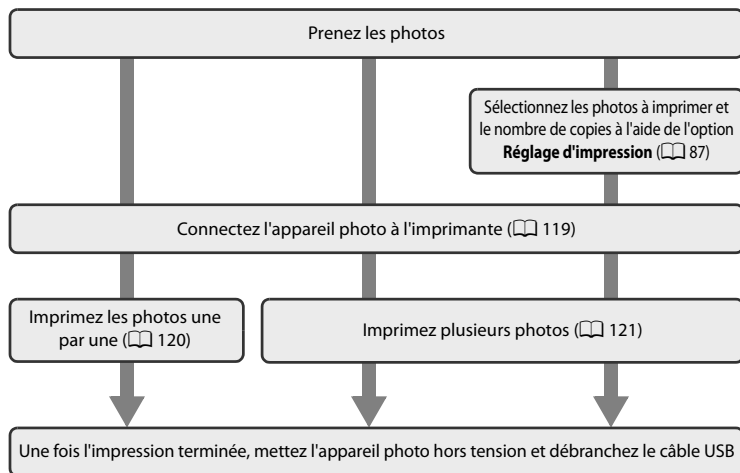 Prenez les photos
Sélectionnez les photos à imprimer et
le nombre de copies à l'aide de l'option
Réglage d'impression (87)
Connectez l'appareil photo à l'imprimante (119)
Imprimez les photos une
par une (120)
Imprimez plusieurs photos (121)
Une fois l'impression terminée, mettez l'appareil photo hors tension et débranchez le câble USB